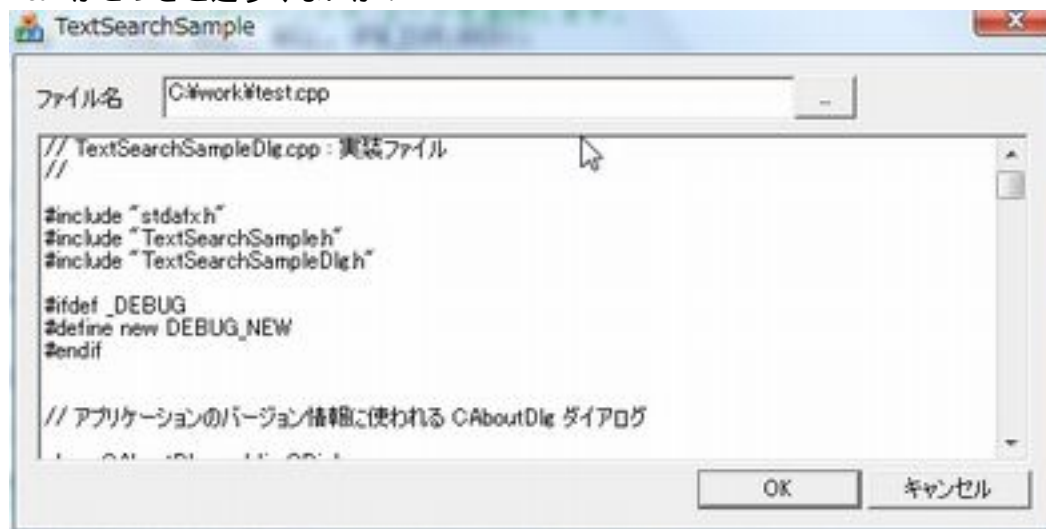 TextSearchSample
ファイル名 C:¥work¥test.cpp ...
// TextSearchSampleDlg.cpp : 実装ファイル
//
#include "stdafx.h"
#include "TextSearchSample.h"
#include "TextSearchSampleDlg.h"
#ifdef _DEBUG
#define new DEBUG_NEW
#endif
// アプリケーションのバージョン情報に使われる CAboutDlg ダイアログ
OK キャンセル